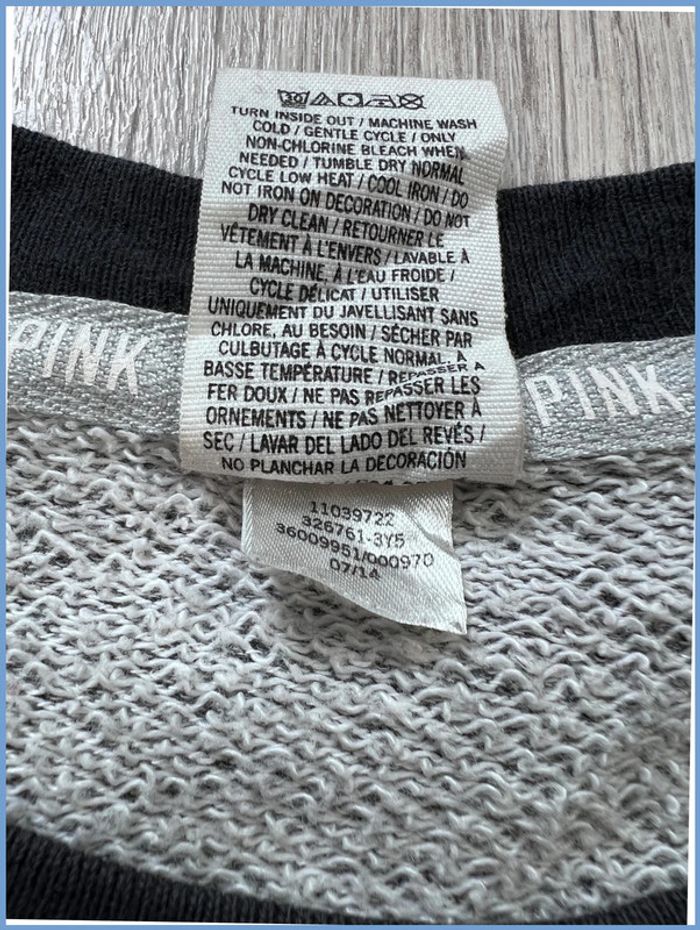 30
TURN INSIDE OUT / MACHINE WASH
COLD / GENTLE CYCLE / ONLY
NON-CHLORINE BLEACH WHEN
NEEDED / TUMBLE DRY NORMAL
CYCLE LOW HEAT / COOL IRON / DO
NOT IRON ON DECORATION / DO NOT
DRY CLEAN / RETOURNER LE
VÊTEMENT À L'ENVERS / LAVABLE À
LA MACHINE, À L'EAU FROIDE /
CYCLE DÉLICAT / UTILISER
UNIQUEMENT DU JAVELLISANT SANS
CHLORE, AU BESOIN / SÉCHER PAR
CULBUTAGE À CYCLE NORMAL, À
BASSE TEMPÉRATURE / REPASSER À
FER DOUX / NE PAS REPASSER LES
ORNEMENTS / NE PAS NETTOYER À
SEC / LAVAR DEL LADO DEL REVÉS /
NO PLANCHAR LA DECORACIÓN
PINK
PINK
11039722
326761-3Y5
36009951/000970
07/14